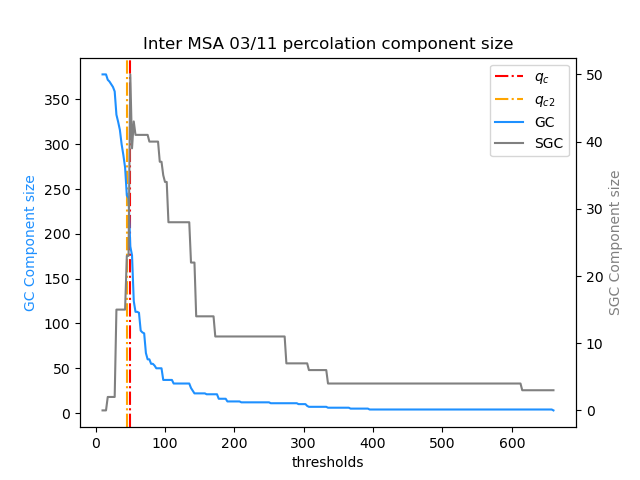 Inter MSA 03/11 percolation component size
GC Component size
350
300
250
200
150
100
50
0
q_c
q_{c2}
GC
SGC
50
40
30
20
10
0
SGC Component size
0 100 200 300 400 500 600
thresholds